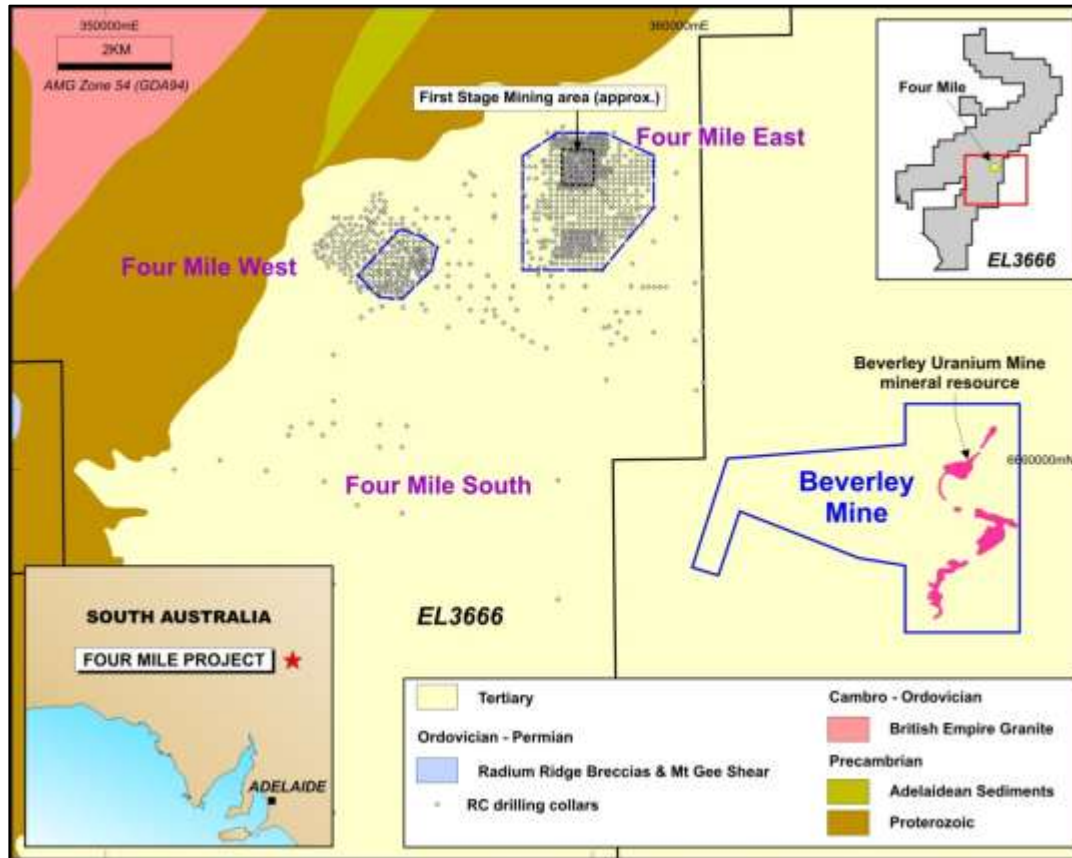 350000mE
360000mE
2KM
AMG Zone 54 (GDA94)
First Stage Mining area (approx.)
Four Mile East
Four Mile West
Four Mile
EL3666
Beverley Uranium Mine
mineral resource
Four Mile South
Beverley
Mine
EL3666
SOUTH AUSTRALIA
FOUR MILE PROJECT
ADELAIDE
Tertiary
Ordovician - Permian
Radium Ridge Breccias & Mt Gee Shear
RC drilling collars
Cambro - Ordovician
British Empire Granite
Precambrian
Adelaidean Sediments
Proterozoic